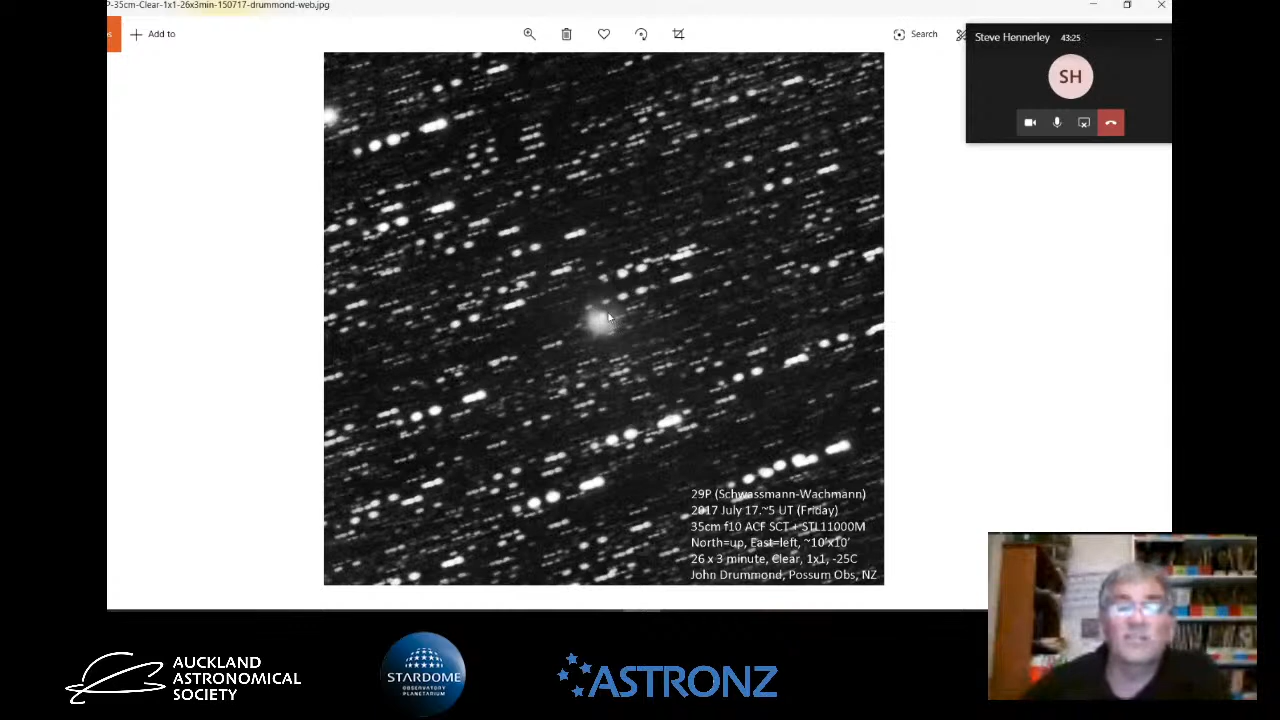 P-35cm-Clear-1x1-26x3min-150717-drummond-web.jpg
Add to
Search
Steve Hennerley 43:25
SH
29P (Schwassmann-Wachmann)
2017 July 17.~5 UT (Friday)
35cm f10 ACF SCT + STL11000M
North=up, East=left, ~10'x10'
26 x 3 minute, Clear, 1x1, -25C
John Drummond, Possum Obs, NZ
AUCKLAND
ASTRONOMICAL
SOCIETY
STARDOME
OBSERVATORY
PLANETARIUM
ASTRONZ